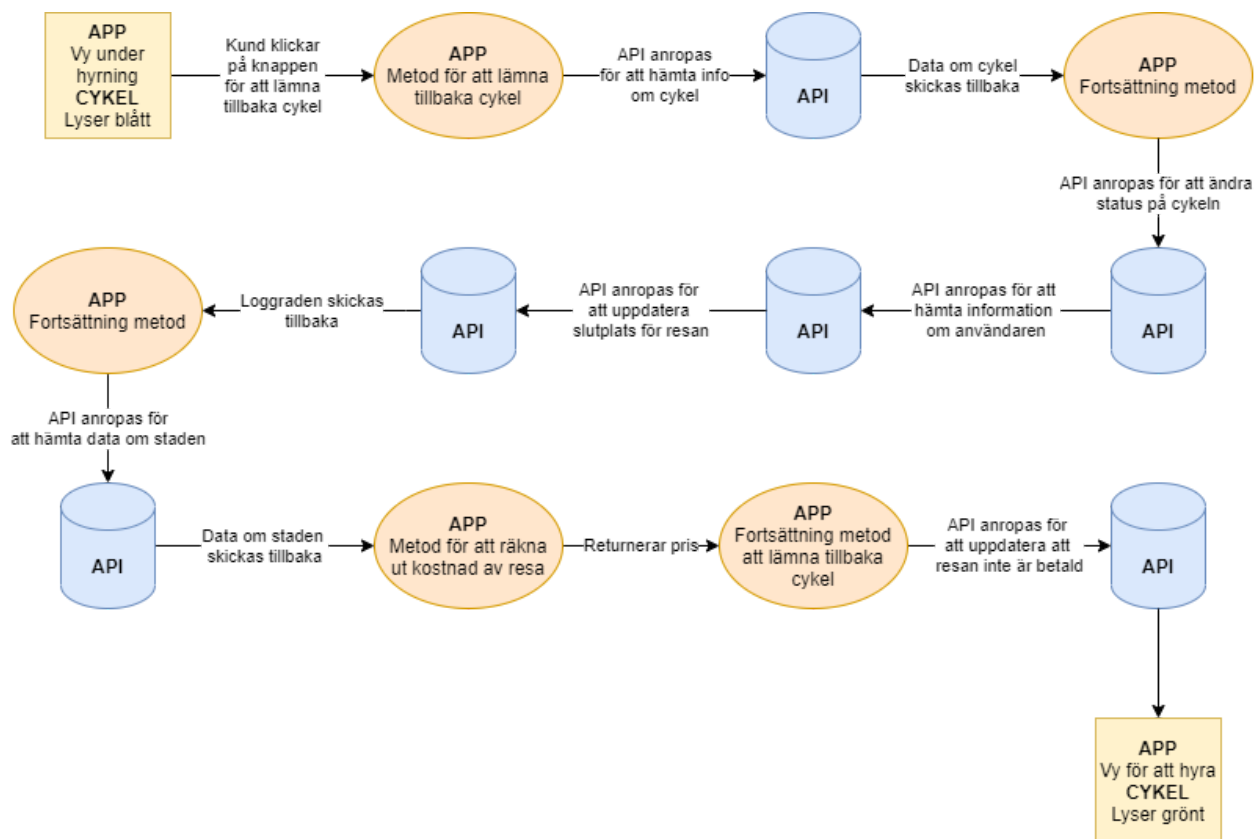 APP
Vy under
hyrning
CYKEL
Lyser blått
Kund klickar
på knappen
för att lämna
tillbaka cykel
APP
Metod för att lämna
tillbaka cykel
API anropas
för att hämta info
om cykel
API
Data om cykel
skickas tillbaka
APP
Fortsättning metod
API anropas för att ändra
status på cykeln
API
API anropas för att
hämta information
om användaren
API
API anropas för
att uppdatera
slutplats för resan
API
Loggraden skickas
tillbaka
APP
Fortsättning metod
API anropas för
att hämta data om staden
API
Data om staden
skickas tillbaka
APP
Metod för att räkna
ut kostnad av resa
Returnerar pris
APP
Fortsättning metod
att lämna tillbaka
cykel
API anropas för
att uppdatera att
resan inte är betald
API
APP
Vy för att hyra
CYKEL
Lyser grönt